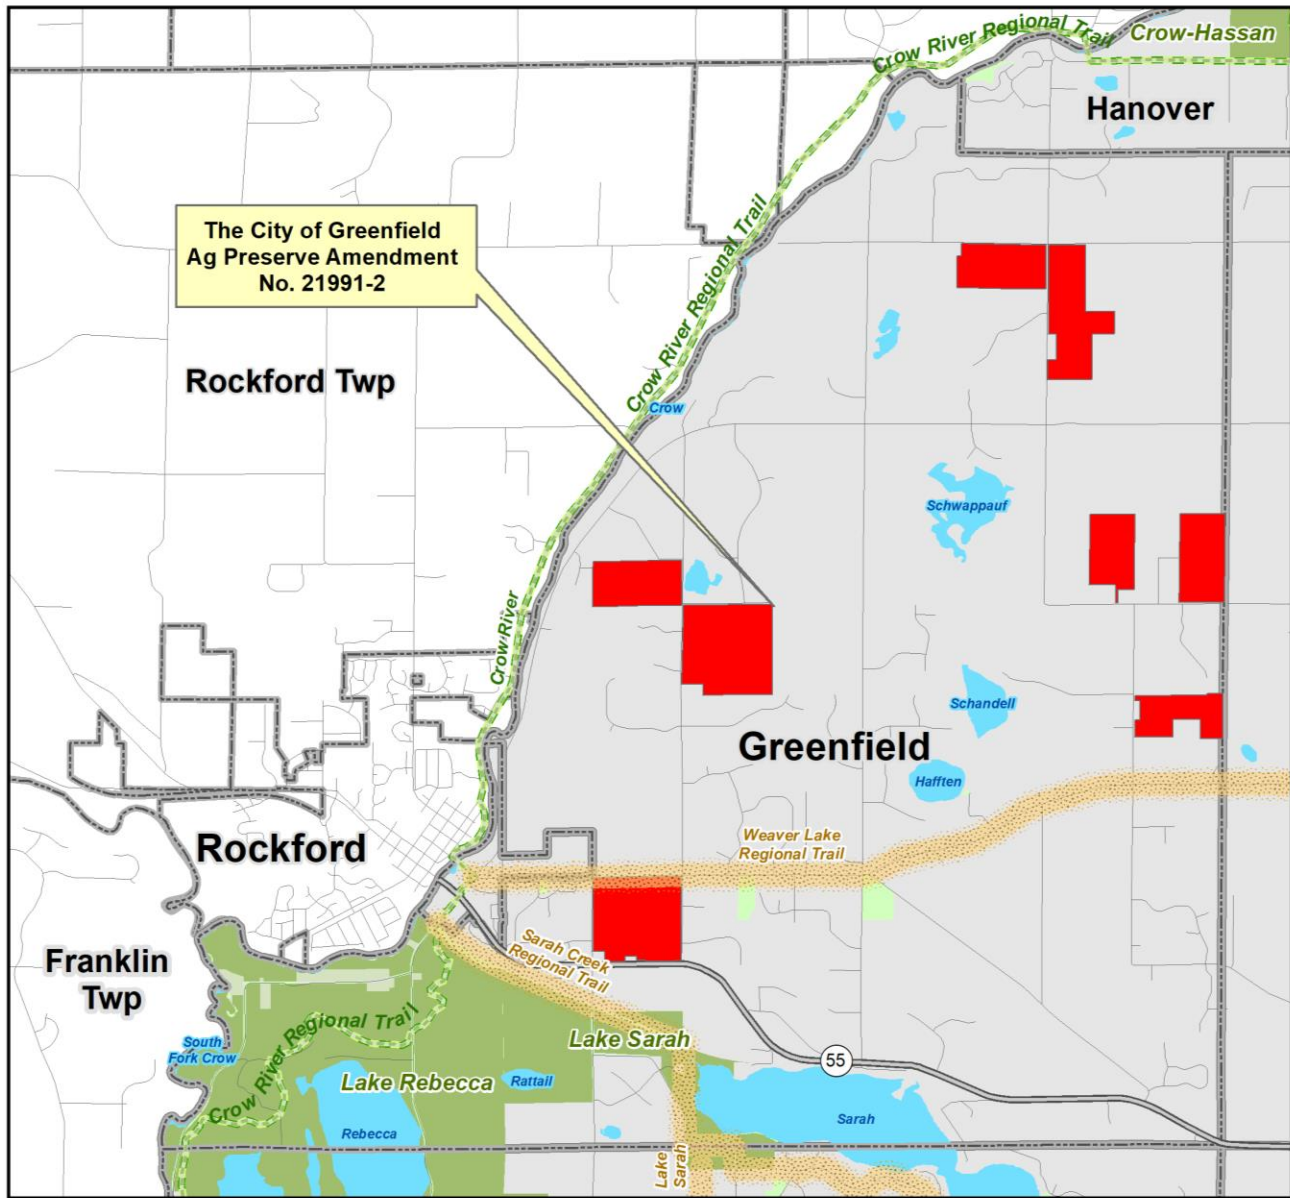 Crow River Regional Trail
Crow-Hassan
Hanover
The City of Greenfield
Ag Preserve Amendment
No. 21991-2
Crow River Regional Trail
Rockford Twp
Crow
Schwappauf
Crow River
Schandell
Greenfield
Hafften
Weaver Lake
Regional Trail
Rockford
Sarah Creek
Regional Trail
Franklin
Twp
Crow River Regional Trail
South
Fork Crow
Lake Sarah
55
Lake Rebecca
Rattail
Sarah
Rebecca
Lake
Sarah